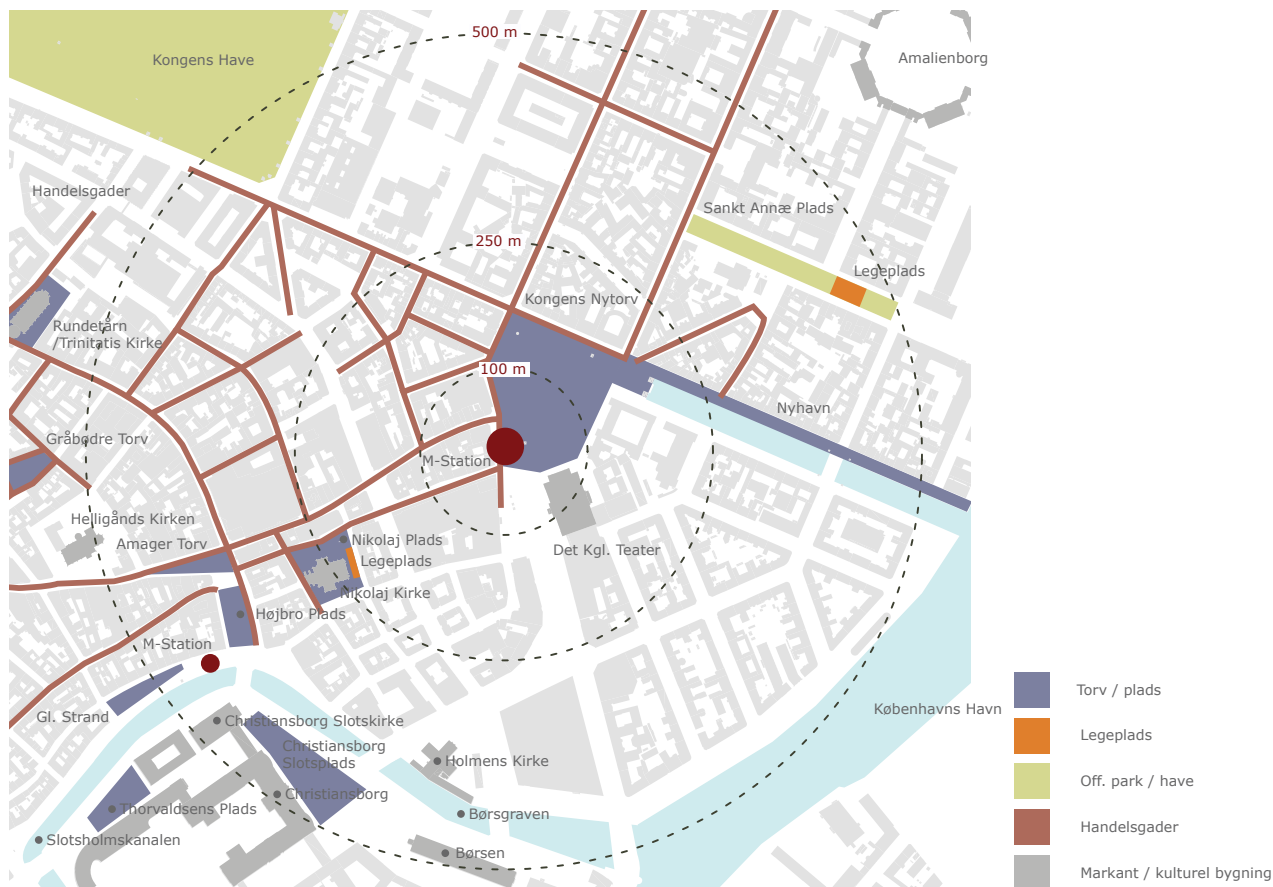 500 m
Kongens Have
Amalienborg
Handelsgader
Sankt Annæ Plads
250 m
Legeplads
Kongens Nytorv
Rundetårn
/Trinitatis Kirke
100 m
Nyhavn
Gråbødre Torv
M-Station
Helligånds Kirken
Amager Torv
Nikolaj Plads
Det Kgl. Teater
Legeplads
Nikolaj Kirke
Højbro Plads
M-Station
Gl. Strand
Christiansborg Slotskirke
Christiansborg
Slotsplads
Københavns Havn
Holmens Kirke
Christiansborg
Thorvaldsens Plads
Børsgraven
Slotsholmskanalen
Børsen
Torv / plads
Legeplads
Off. park / have
Handelsgader
Markant / kulturel bygning